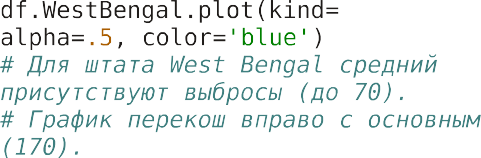 df.WestBengal.plot(kind=
alpha=.5, color='blue')
# Для штата West Bengal средний
присутствуют выбросы (до 70).
# График перекош вправо с основным
(170).